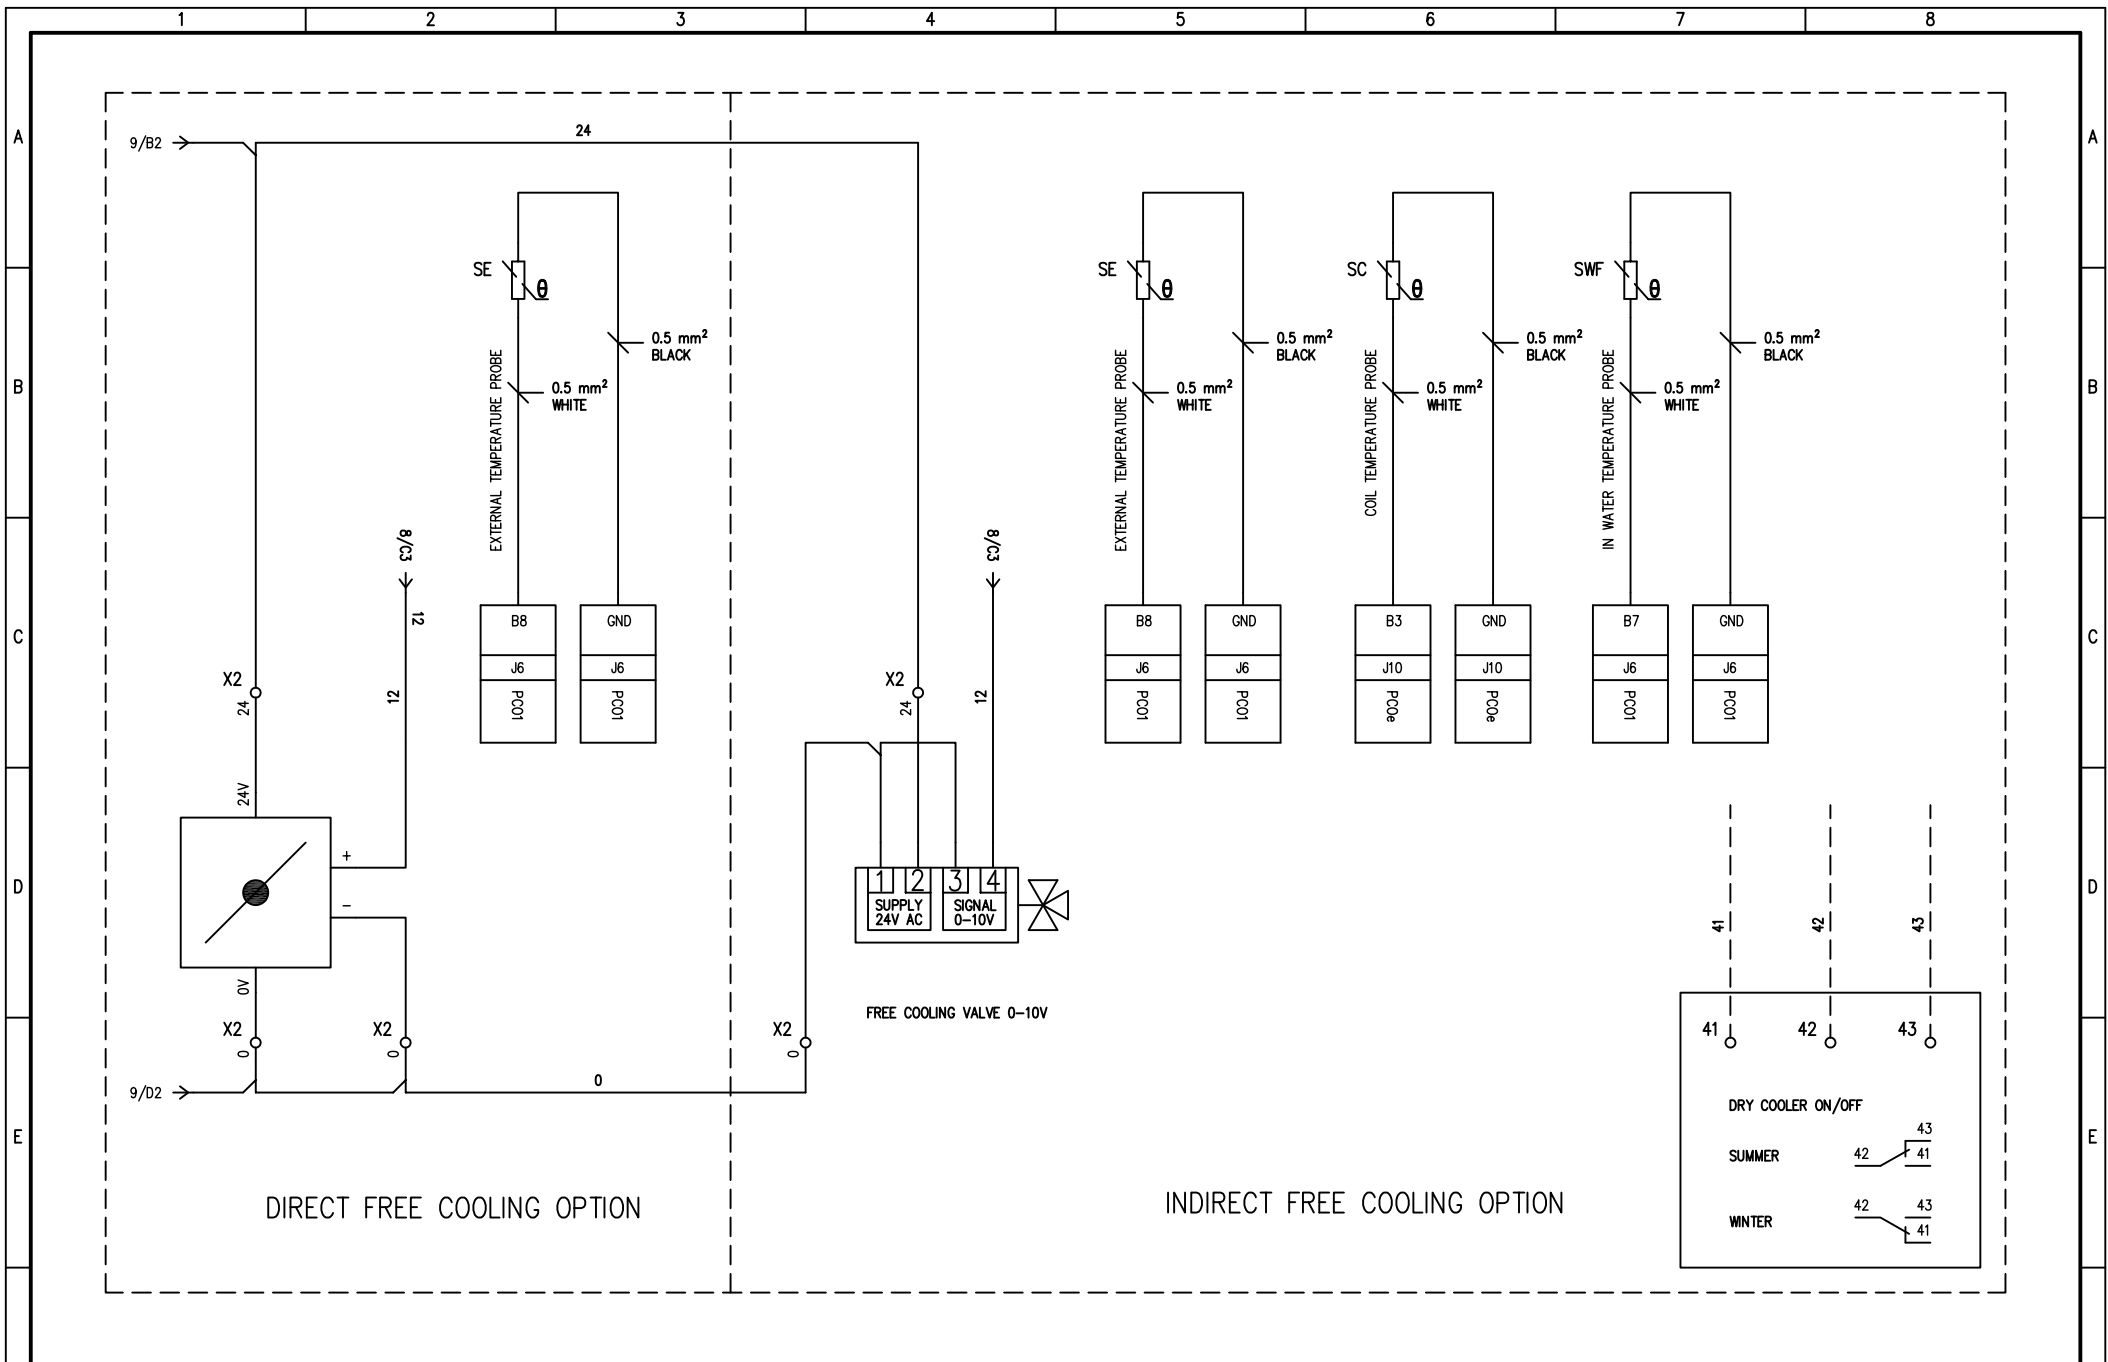 1 2 3 4 5 6 7 8
A A
9/B2
24
SE θ
SE θ
SC θ
SWF θ
0.5 mm²
BLACK
0.5 mm²
BLACK
0.5 mm²
BLACK
0.5 mm²
BLACK
EXTERNAL TEMPERATURE PROBE
EXTERNAL TEMPERATURE PROBE
COIL TEMPERATURE PROBE
IN WATER TEMPERATURE PROBE
B B
0.5 mm²
WHITE
0.5 mm²
WHITE
0.5 mm²
WHITE
0.5 mm²
WHITE
8/C3
8/C3
12
B8 GND B8 GND B3 GND B7 GND
C C
J6 J6 J6 J6 J10 J10 J6 J6
PCO1 PCO1 PCO1 PCO1 PCOe PCOe PCO1 PCO1
X2
24
12
X2
24
12
24V
+
-
D D
1 2 3 4
SUPPLY
24V AC
SIGNAL
0-10V
41 42 43
0V
FREE COOLING VALVE 0-10V
X2
0
X2
0
X2
0
41 42 43
9/D2
0
DRY COOLER ON/OFF
E E
43
SUMMER 42 41
42 43
WINTER 41
DIRECT FREE COOLING OPTION
INDIRECT FREE COOLING OPTION